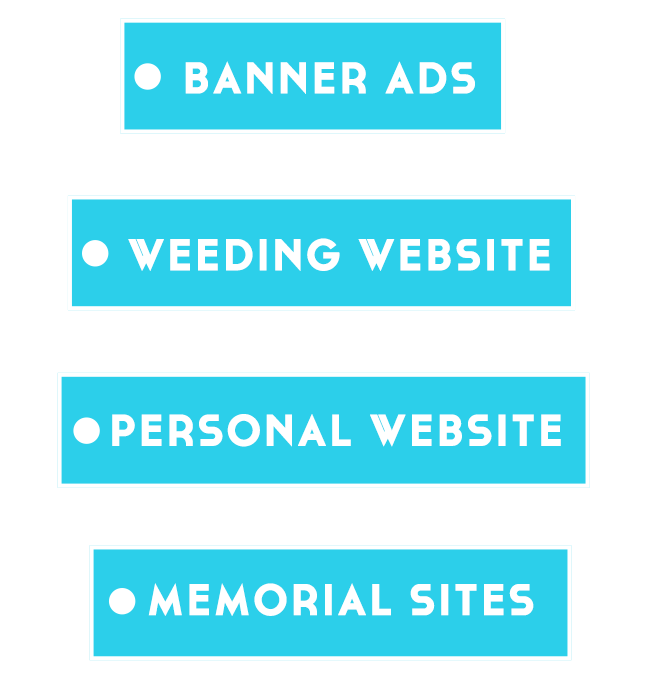 BANNER ADS
WEEDING WEBSITE
PERSONAL WEBSITE
MEMORIAL SITES